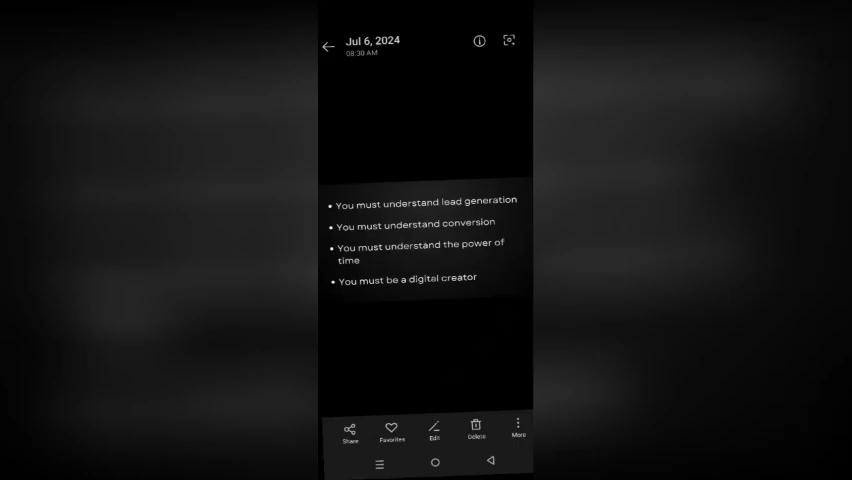 Jul 6, 2024
08:30 AM
• You must understand lead generation
• You must understand conversion
• You must understand the power of
time
• You must be a digital creator
Share
Favorites
Edit
Delete
More